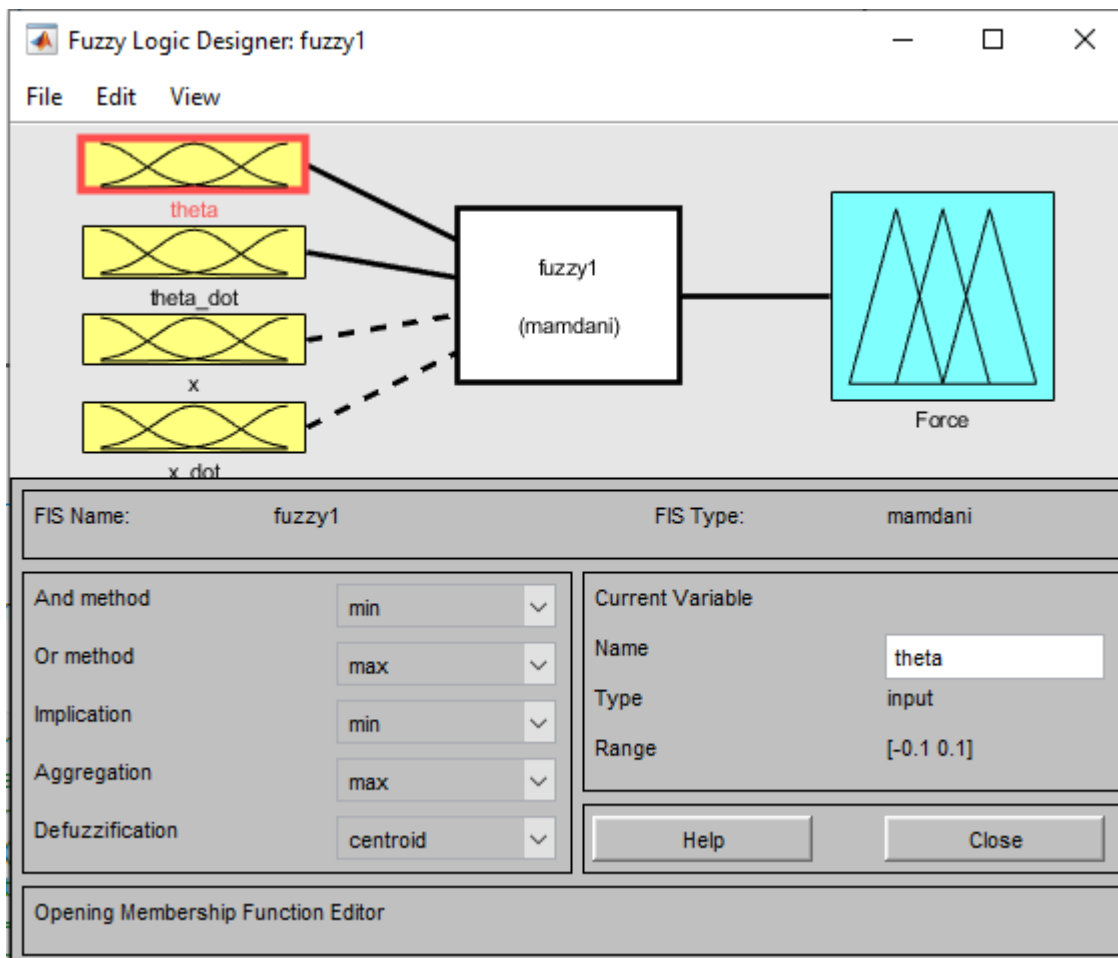 Fuzzy Logic Designer: fuzzy1
File Edit View
theta
theta_dot
x
x_dot
fuzzy1
(mamdani)
Force
FIS Name: fuzzy1 FIS Type: mamdani
And method min
Or method max
Implication min
Aggregation max
Defuzzification centroid
Current Variable
Name theta
Type input
Range [-0.1 0.1]
Help Close
Opening Membership Function Editor